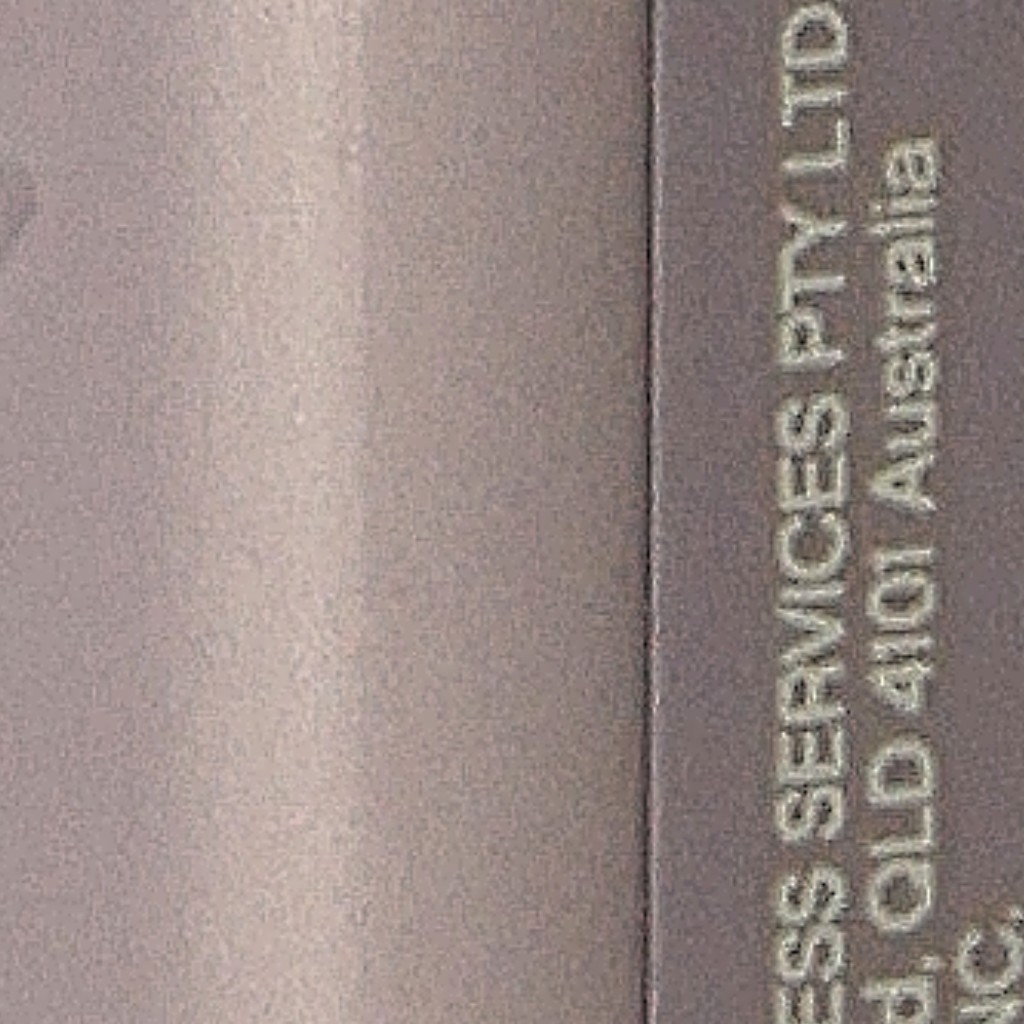 ESS SERVICES PTY LTD
d, QLD 4101 Australia
NC,